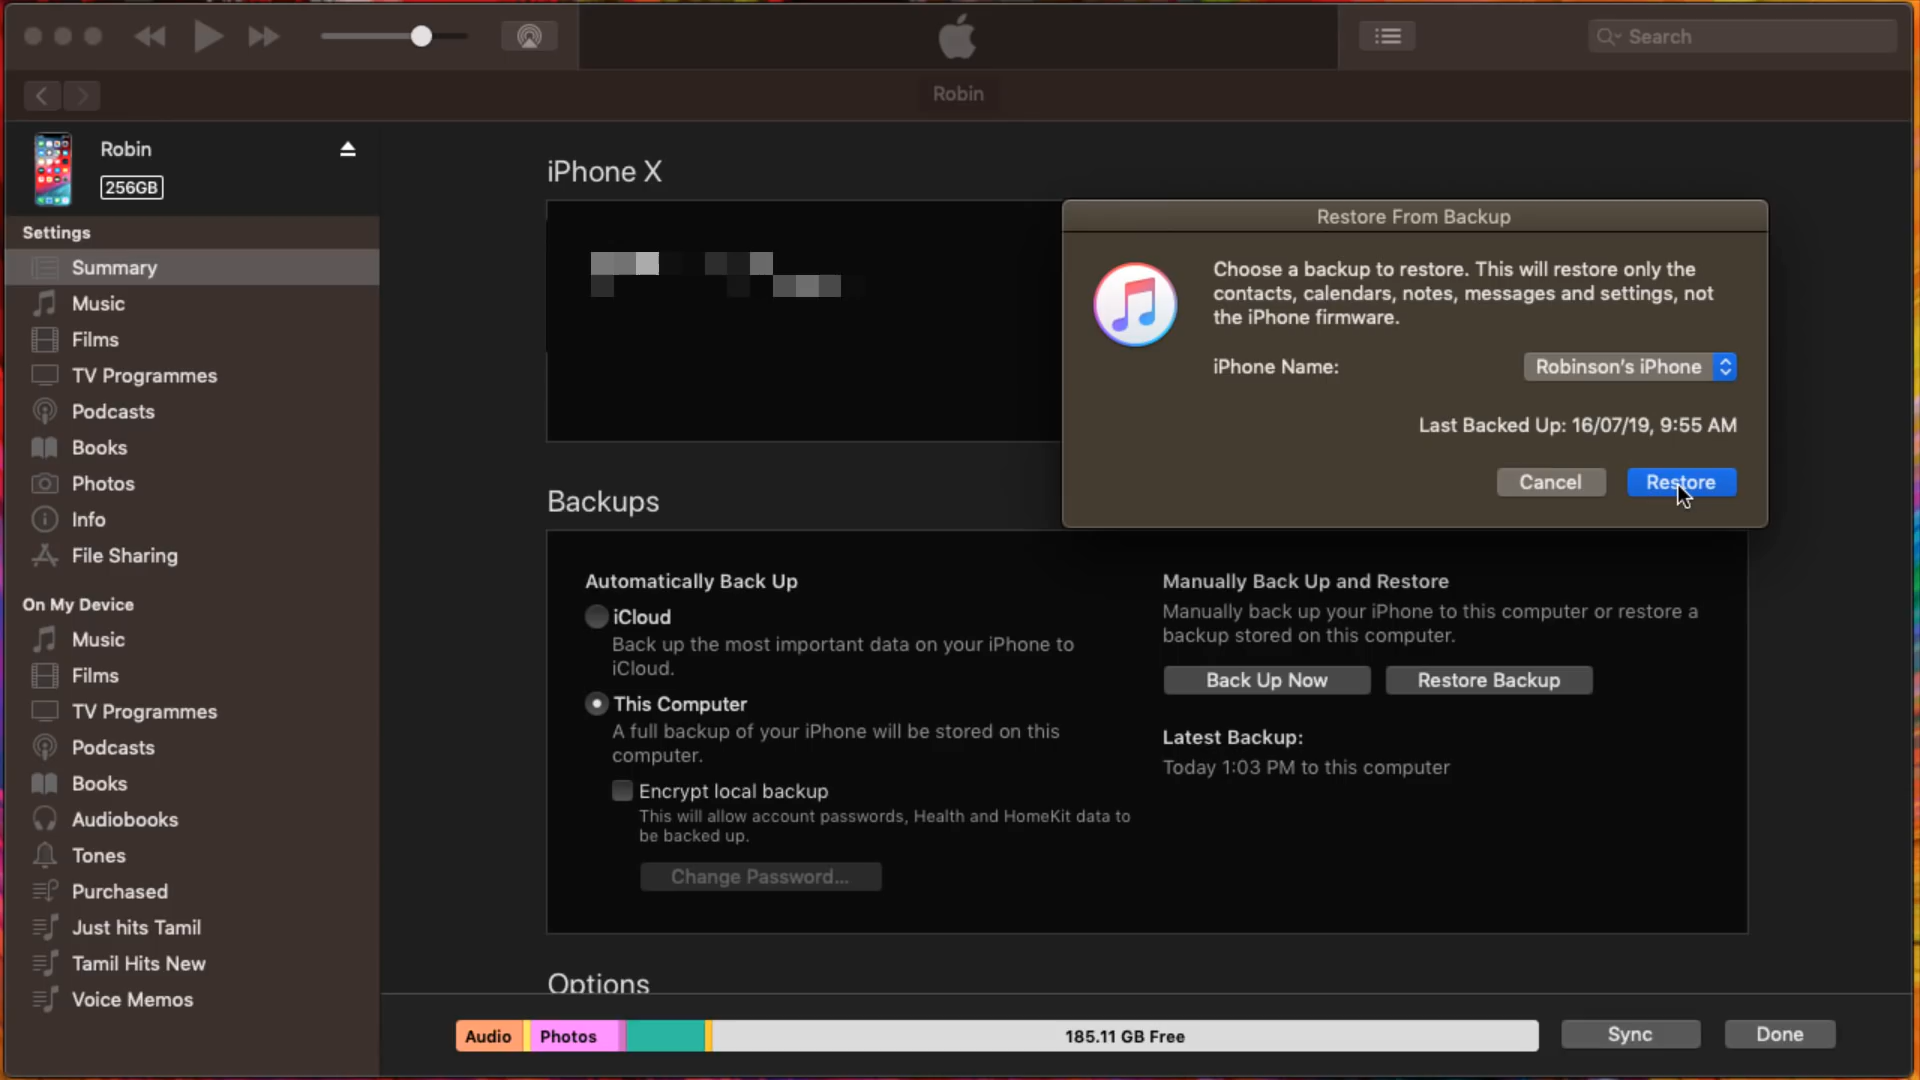 Search
Robin
Robin
256GB
Settings
Summary
Music
Films
TV Programmes
Podcasts
Books
Photos
Info
File Sharing
On My Device
Music
Films
TV Programmes
Podcasts
Books
Audiobooks
Tones
Purchased
Just hits Tamil
Tamil Hits New
Voice Memos
iPhone X
Restore From Backup
Choose a backup to restore. This will restore only the
contacts, calendars, notes, messages and settings, not
the iPhone firmware.
iPhone Name:
Robinson's iPhone
Last Backed Up: 16/07/19, 9:55 AM
Cancel
Restore
Backups
Automatically Back Up
iCloud
Back up the most important data on your iPhone to
iCloud.
This Computer
A full backup of your iPhone will be stored on this
computer.
Encrypt local backup
This will allow account passwords, Health and HomeKit data to
be backed up.
Change Password...
Manually Back Up and Restore
Manually back up your iPhone to this computer or restore a
backup stored on this computer.
Back Up Now
Restore Backup
Latest Backup:
Today 1:03 PM to this computer
Options
Audio
Photos
185.11 GB Free
Sync
Done